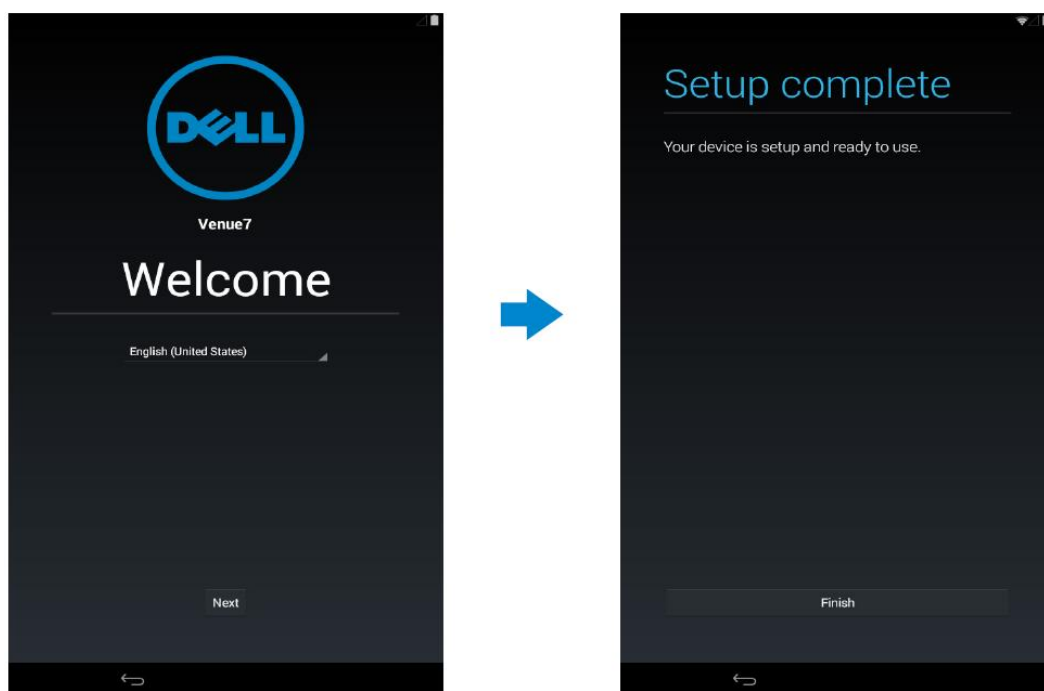 DELL
Venue7
Welcome
English (United States)
Next
Setup complete
Your device is setup and ready to use.
Finish